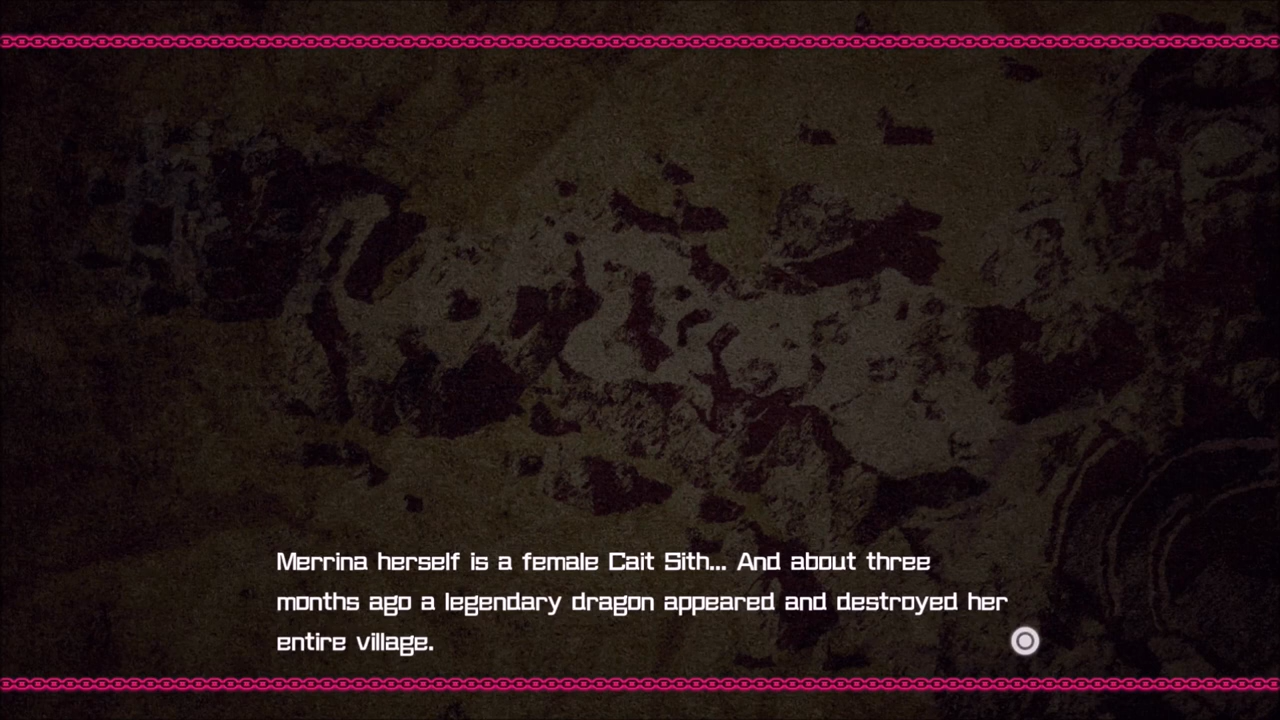 Merrina herself is a female Cait Sith... And about three
months ago a legendary dragon appeared and destroyed her
entire village.